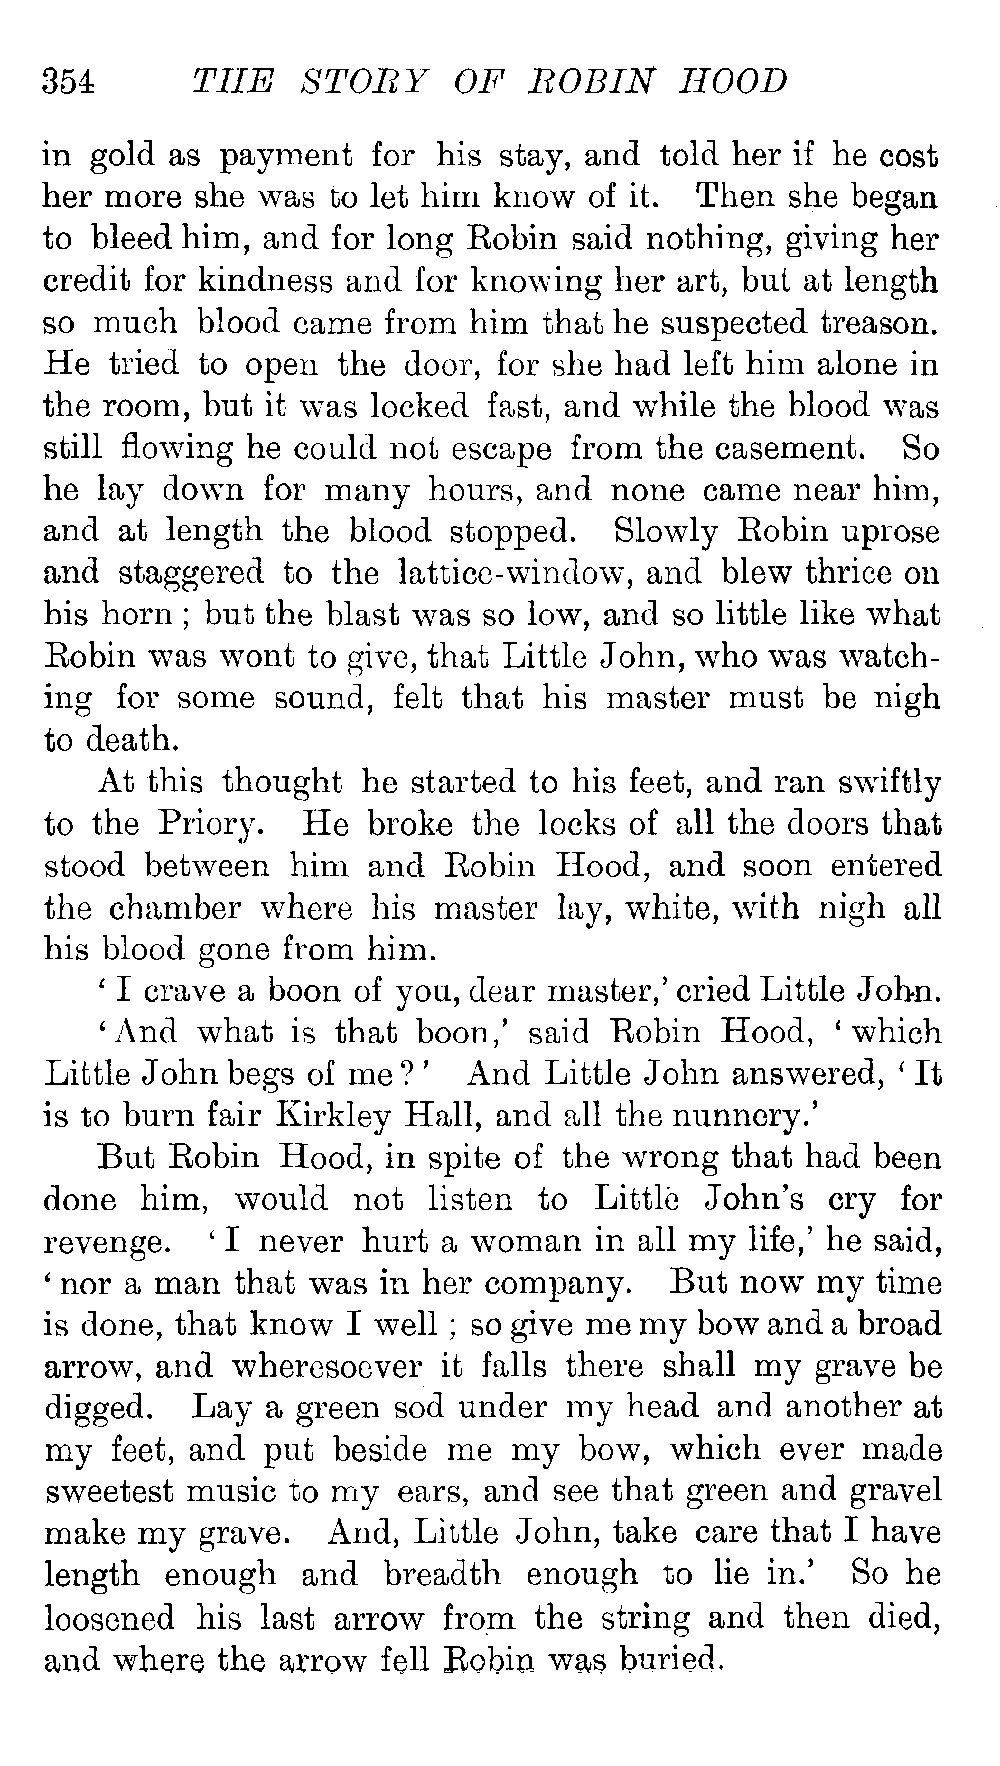 354 THE STORY OF ROBIN HOOD
in gold as payment for his stay, and told her if he cost
her more she was to let him know of it. Then she began
to bleed him, and for long Robin said nothing, giving her
credit for kindness and for knowing her art, but at length
so much blood came from him that he suspected treason.
He tried to open the door, for she had left him alone in
the room, but it was locked fast, and while the blood was
still flowing he could not escape from the casement. So
he lay down for many hours, and none came near him,
and at length the blood stopped. Slowly Robin uprose
and staggered to the lattice-window, and blew thrice on
his horn ; but the blast was so low, and so little like what
Robin was wont to give, that Little John, who was watch-
ing for some sound, felt that his master must be nigh
to death.
At this thought he started to his feet, and ran swiftly
to the Priory. He broke the locks of all the doors that
stood between him and Robin Hood, and soon entered
the chamber where his master lay, white, with nigh all
his blood gone from him.
‘ I crave a boon of you, dear master,’ cried Little John.
‘ And what is that boon,’ said Robin Hood, ‘ which
Little John begs of me ? ’ And Little John answered, ‘ It
is to burn fair Kirkley Hall, and all the nunnery.’
But Robin Hood, in spite of the wrong that had been
done him, would not listen to Little John’s cry for
revenge. ‘ I never hurt a woman in all my life,’ he said,
‘ nor a man that was in her company. But now my time
is done, that know I well ; so give me my bow and a broad
arrow, and wheresoever it falls there shall my grave be
digged. Lay a green sod under my head and another at
my feet, and put beside me my bow, which ever made
sweetest music to my ears, and see that green and gravel
make my grave. And, Little John, take care that I have
length enough and breadth enough to lie in.’ So he
loosened his last arrow from the string and then died,
and where the arrow fell Robin was buried.